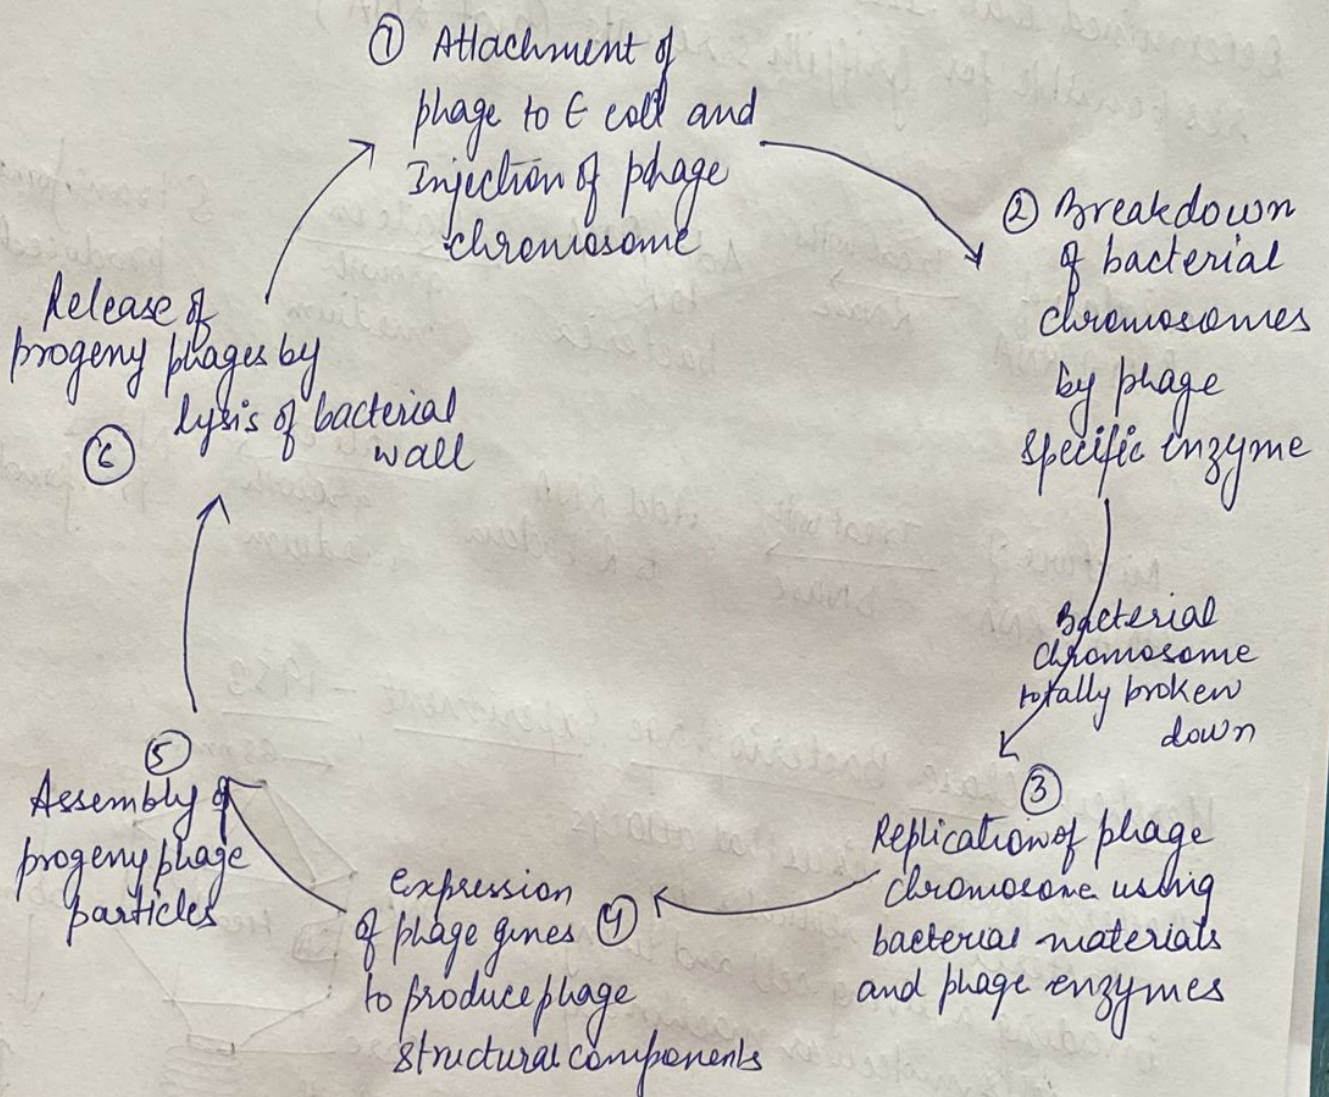 ① Attachment of
phage to E coli and
Injection of phage
chromosome
② Breakdown
of bacterial
chromosomes
by phage
specific enzyme
Bacterial
chromosome
totally broken
down
③
Replication of phage
chromosome using
bacterial materials
and phage enzymes
expression
of phage genes ④
to produce phage
structural components
⑤
Assembly of
progeny phage
particles
Release of
progeny phages by
lysis of bacterial
wall
⑥